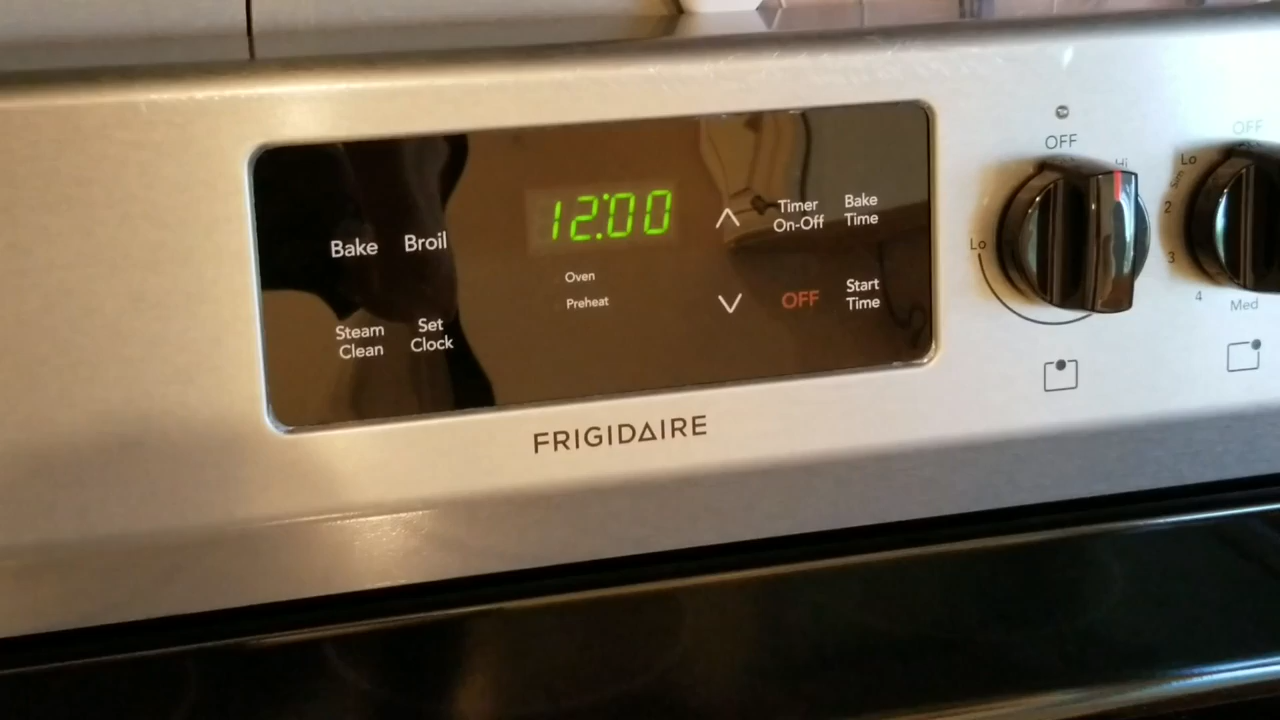 Bake
Broil
12:00
Timer
On-Off
Bake
Time
Oven
Preheat
Steam
Clean
Set
Clock
OFF
Start
Time
FRIGIDAIRE
OFF
Hi
Lo
OFF
Lo
Sim
2
3
4
Med